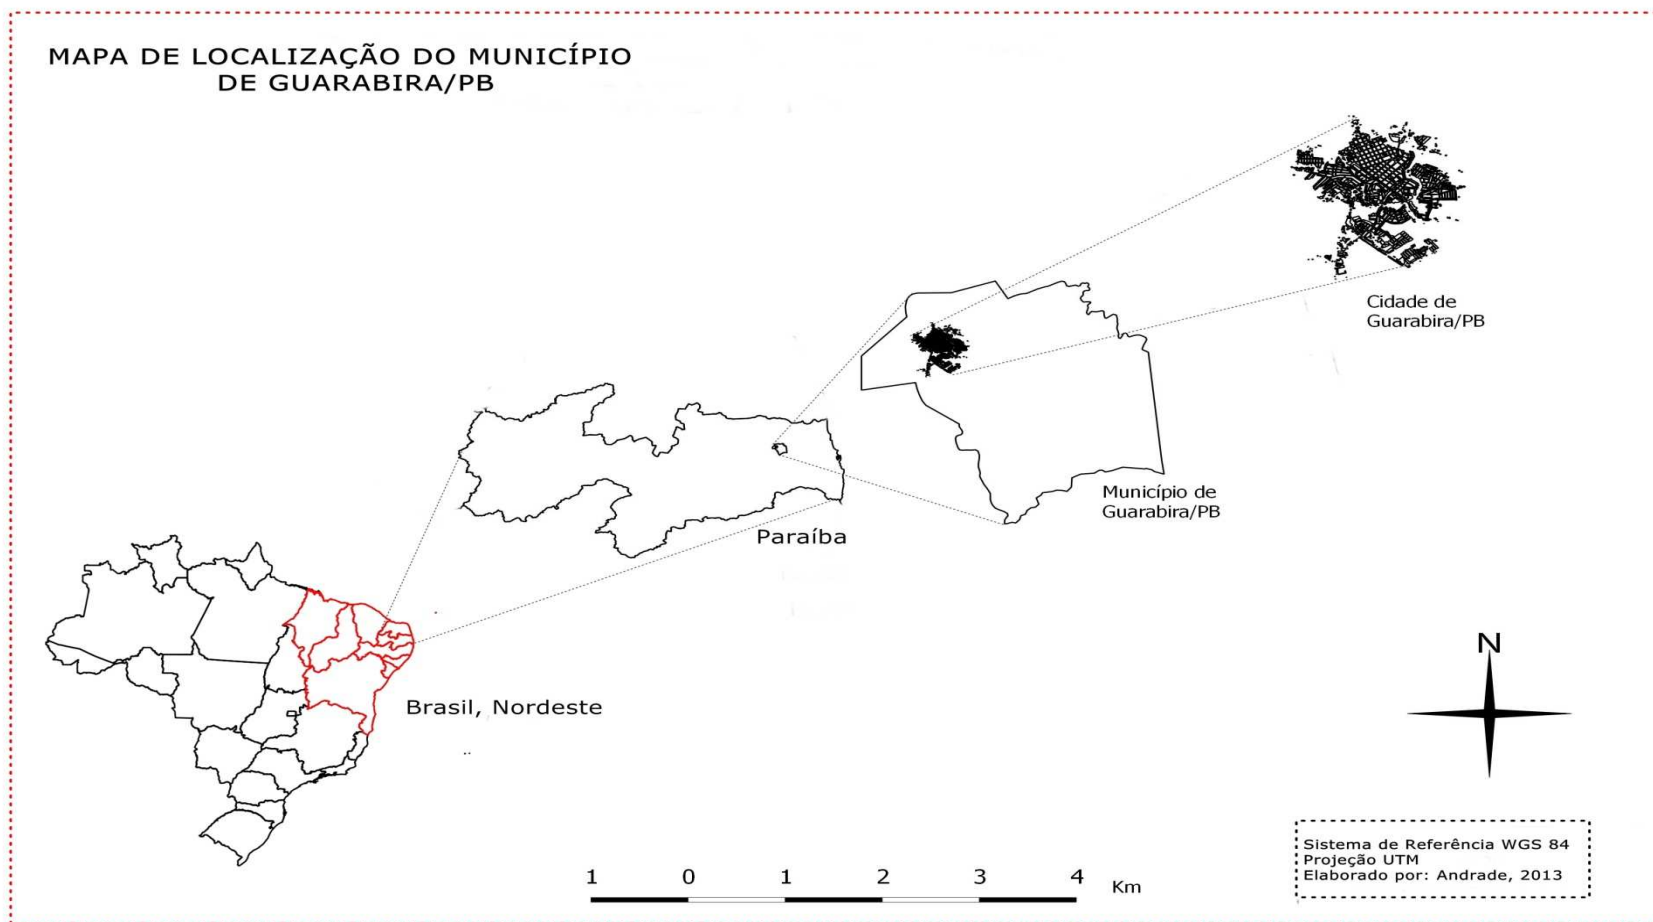 MAPA DE LOCALIZAÇÃO DO MUNICÍPIO
DE GUARABIRA/PB
Cidade de
Guarabira/PB
Município de
Guarabira/PB
Paraíba
Brasil, Nordeste
N
Sistema de Referência WGS 84
Projeção UTM
Elaborado por: Andrade, 2013
1 0 1 2 3 4 Km